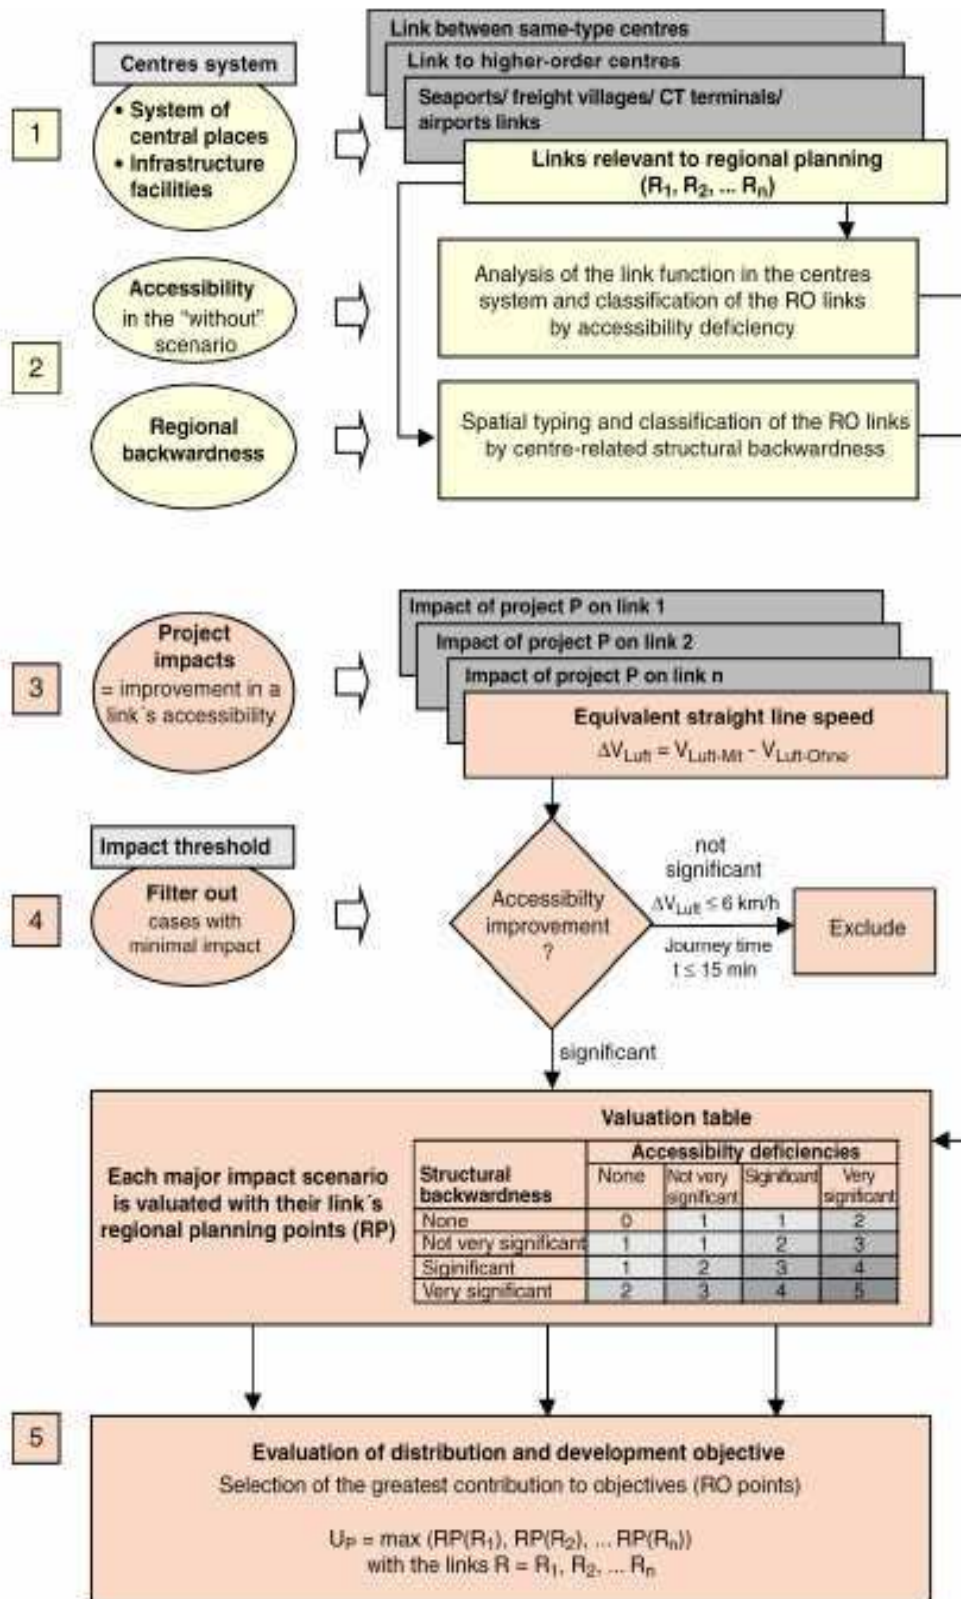 Centres system
1
• System of
central places
• Infrastructure
facilities
Link between same-type centres
Link to higher-order centres
Seaports/ freight villages/ CT terminals/
airports links
Links relevant to regional planning
(R1, R2, ... Rn)
2
Accessibility
in the "without"
scenario
Analysis of the link function in the centres
system and classification of the RO links
by accessibility deficiency
Regional
backwardness
Spatial typing and classification of the RO links
by centre-related structural backwardness
3
Project
impacts
= improvement in a
link´s accessibility
Impact of project P on link 1
Impact of project P on link 2
Impact of project P on link n
Equivalent straight line speed
ΔVLuft = VLuft-Mit - VLuft-Ohne
4
Impact threshold
Filter out
cases with
minimal impact
Accessibilty
improvement
?
not
significant
ΔVLuft ≤ 6 km/h
Journey time
t ≤ 15 min
Exclude
significant
Each major impact scenario
is valuated with their link´s
regional planning points (RP)
Valuation table
Structural
backwardness
Accessibilty deficiencies
None
Not very
significant
Siginificant
Very
significant
None 0 1 1 2
Not very significant 1 1 2 3
Siginificant 1 2 3 4
Very significant 2 3 4 5
5
Evaluation of distribution and development objective
Selection of the greatest contribution to objectives (RO points)
UP = max (RP(R1), RP(R2), ... RP(Rn))
with the links R = R1, R2, ... Rn